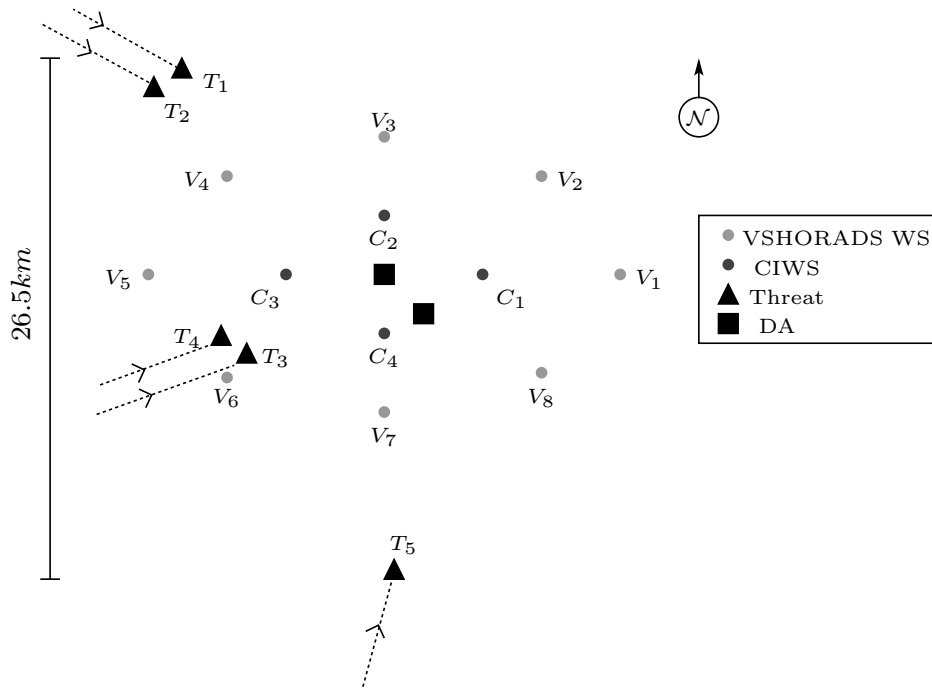 T1
T2
V3
V4
V2
C2
V5
C3
C1
V1
T4
T3
C4
V6
V8
V7
T5
26.5km
N
VSHORADS WS
CIWS
Threat
DA